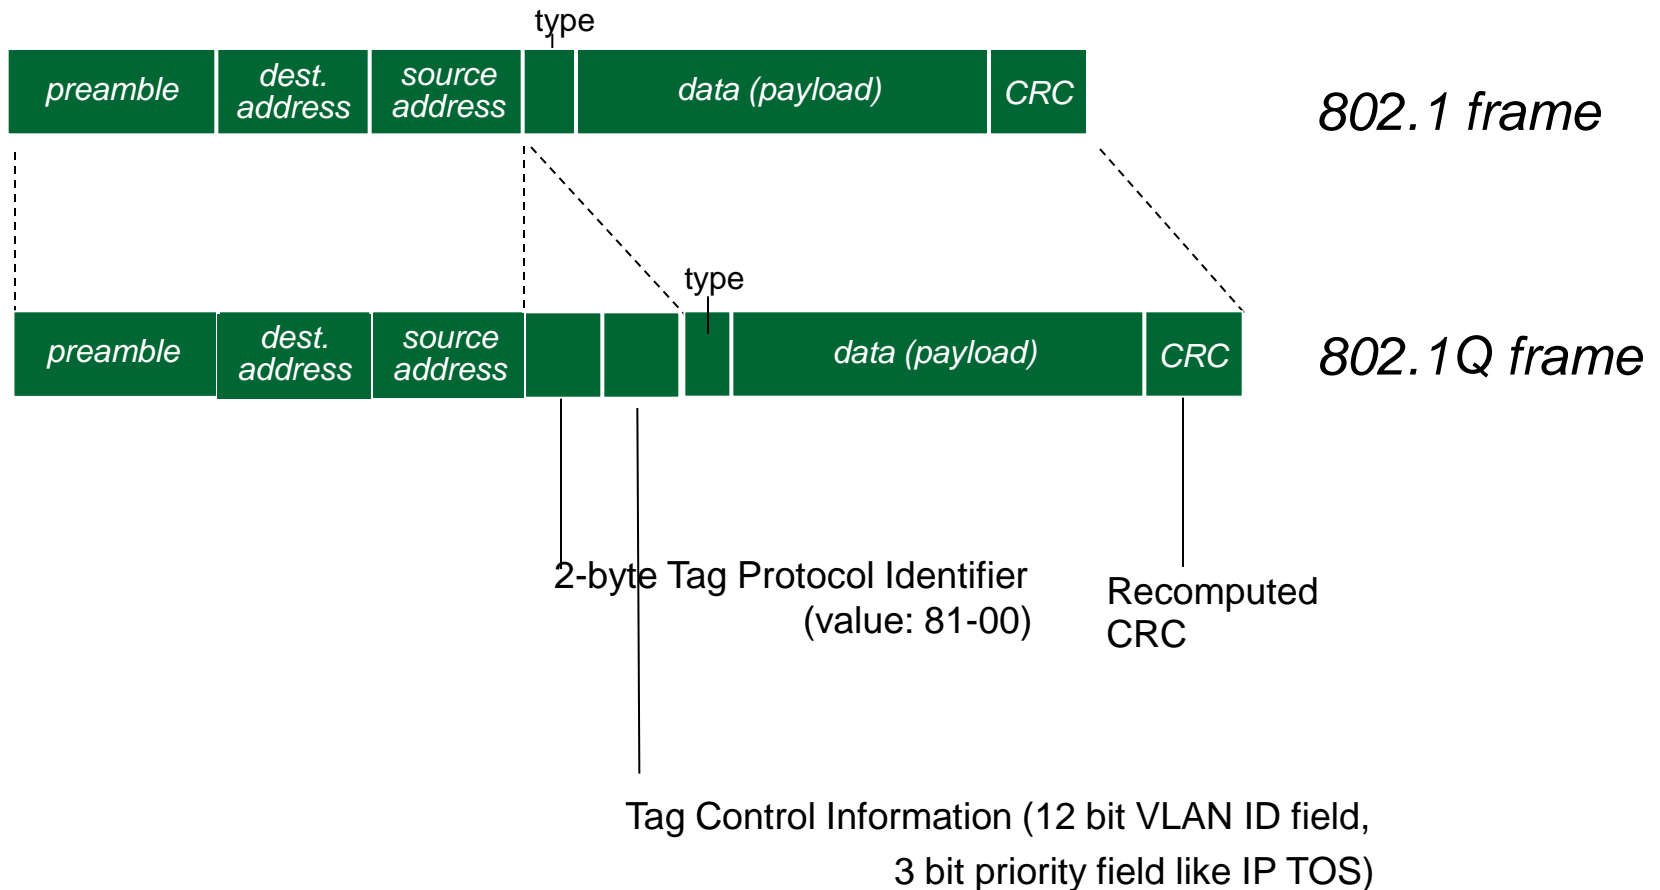 type
preamble
dest.
address
source
address
data (payload)
CRC
802.1 frame
type
preamble
dest.
address
source
address
data (payload)
CRC
802.1Q frame
2-byte Tag Protocol Identifier
(value: 81-00)
Recomputed
CRC
Tag Control Information (12 bit VLAN ID field,
3 bit priority field like IP TOS)